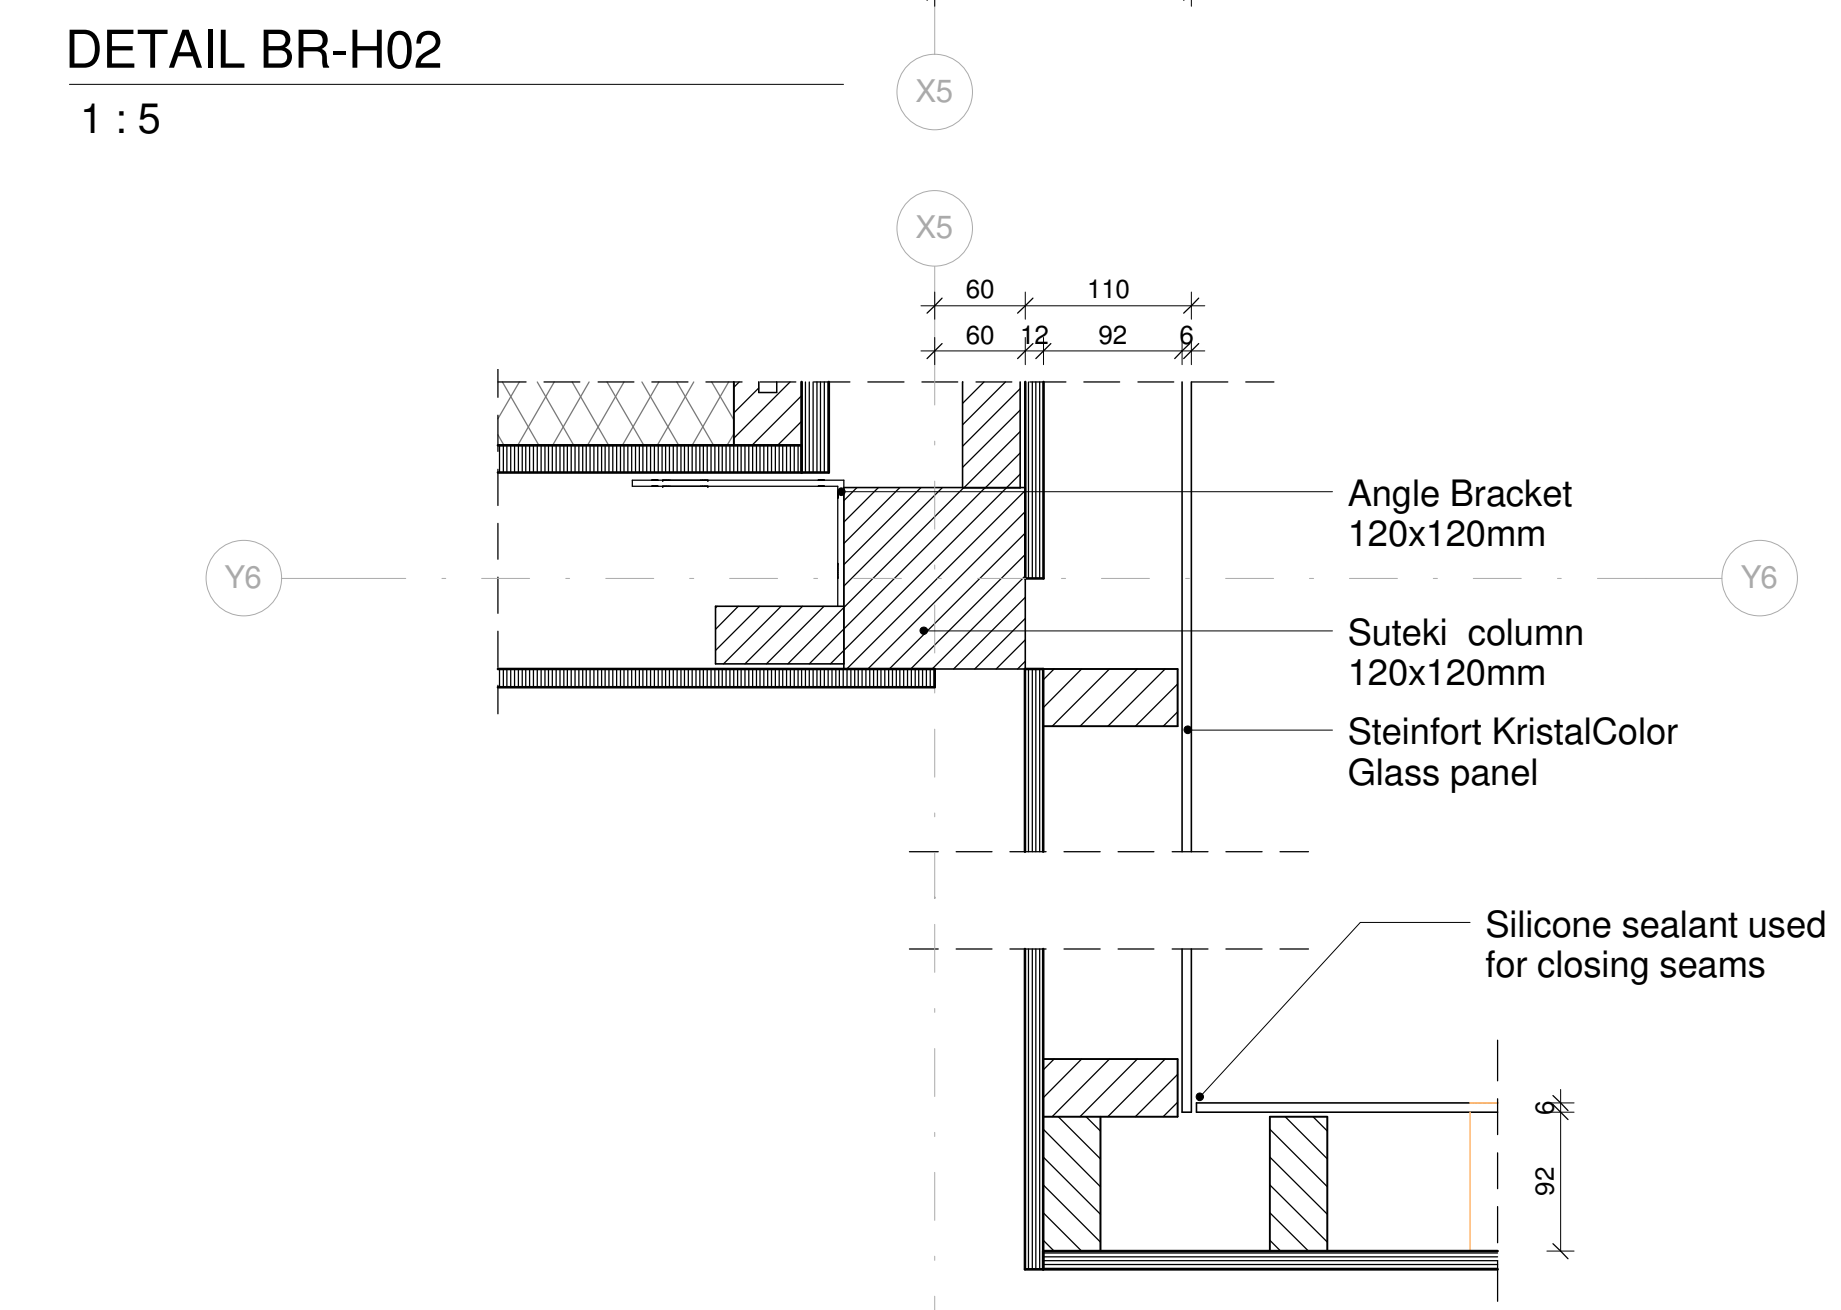 DETAIL BR-H02
1 : 5
X5
X5
60 110
60 12 92 6
Angle Bracket
120x120mm
Y6 Y6
Suteki column
120x120mm
Steinfort KristalColor
Glass panel
Silicone sealant used
for closing seams
6
92